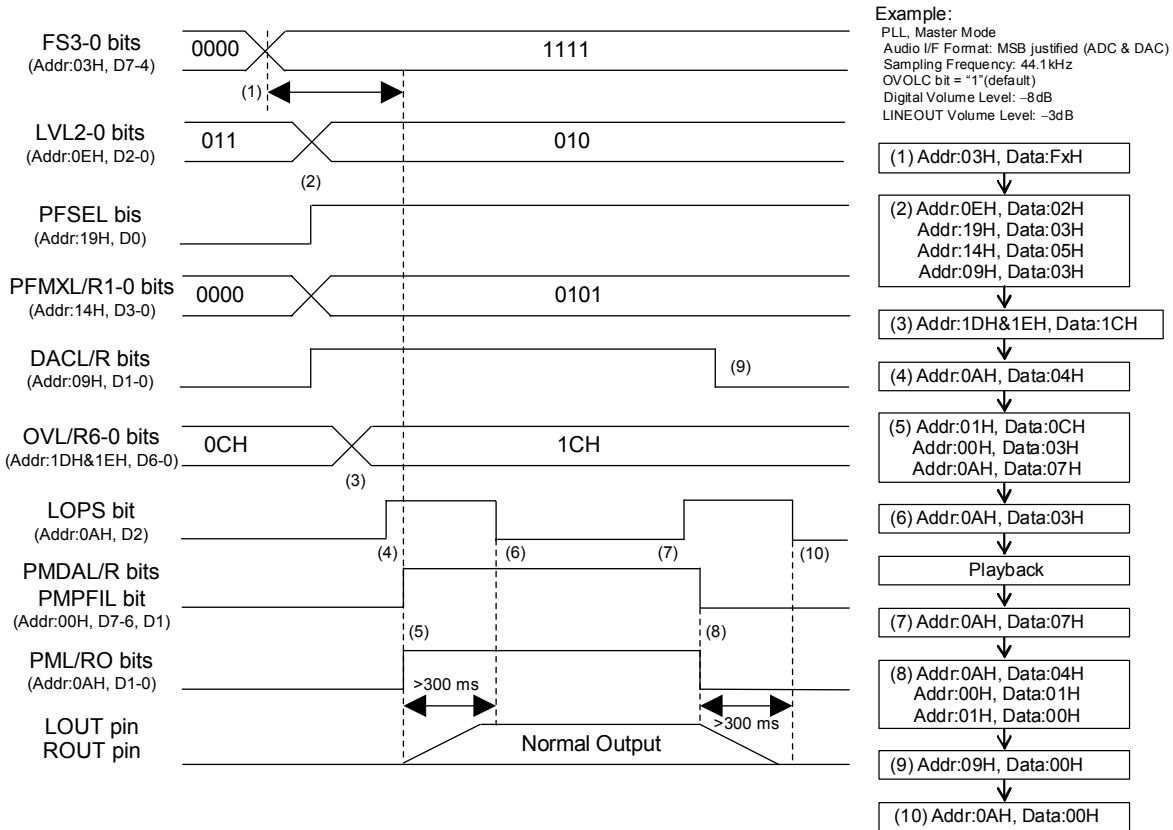 FS3-0 bits
(Addr:03H, D7-4)
0000
1111
(1)
LVL2-0 bits
(Addr:0EH, D2-0)
011
010
(2)
PFSEL bis
(Addr:19H, D0)
PFMXL/R1-0 bits
(Addr:14H, D3-0)
0000
0101
DACL/R bits
(Addr:09H, D1-0)
(9)
OVL/R6-0 bits
(Addr:1DH&1EH, D6-0)
0CH
1CH
(3)
LOPS bit
(Addr:0AH, D2)
(4)
(6)
(7)
(10)
PMDAL/R bits
PMPFIL bit
(Addr:00H, D7-6, D1)
(5)
(8)
PML/RO bits
(Addr:0AH, D1-0)
>300 ms
>300 ms
LOUT pin
ROUT pin
Normal Output
Example:
PLL, Master Mode
Audio I/F Format: MSB justified (ADC & DAC)
Sampling Frequency: 44.1kHz
OVOLC bit = “1”(default)
Digital Volume Level: −8dB
LINEOUT Volume Level: −3dB
(1) Addr:03H, Data:FxH
(2) Addr:0EH, Data:02H
Addr:19H, Data:03H
Addr:14H, Data:05H
Addr:09H, Data:03H
(3) Addr:1DH&1EH, Data:1CH
(4) Addr:0AH, Data:04H
(5) Addr:01H, Data:0CH
Addr:00H, Data:03H
Addr:0AH, Data:07H
(6) Addr:0AH, Data:03H
Playback
(7) Addr:0AH, Data:07H
(8) Addr:0AH, Data:04H
Addr:00H, Data:01H
Addr:01H, Data:00H
(9) Addr:09H, Data:00H
(10) Addr:0AH, Data:00H